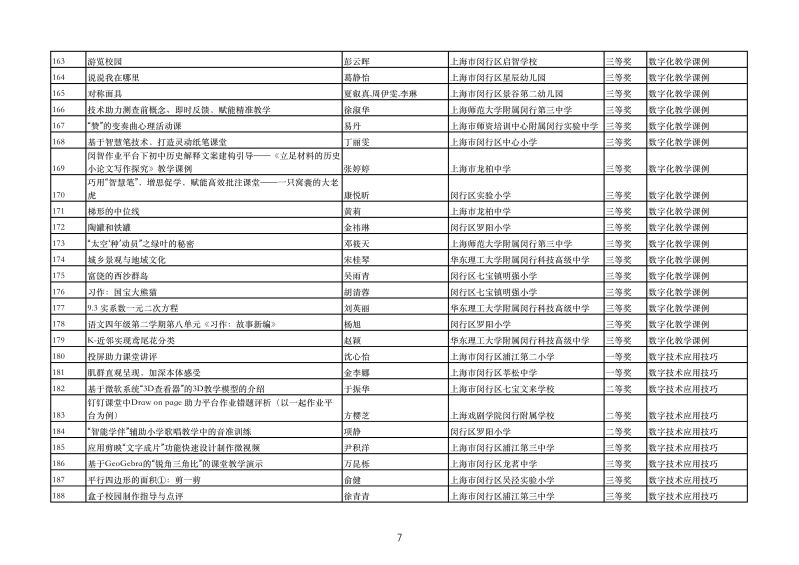 163 游览校园 彭云晖 上海市闵行区启智学校 三等奖 数字化教学课例
164 说说我在哪里 葛静怡 上海市闵行区星辰幼儿园 三等奖 数字化教学课例
165 对称面具 夏叡真,周伊雯,李琳 上海市闵行区景谷第二幼儿园 三等奖 数字化教学课例
166 技术助力测查前概念、即时反馈、赋能精准教学 徐淑华 上海师范大学附属闵行第三中学 三等奖 数字化教学课例
167 “赞”的变奏曲心理活动课 易丹 上海市师资培训中心附属闵行实验中学 三等奖 数字化教学课例
168 基于智慧笔技术，打造灵动纸笔课堂 丁丽雯 上海市闵行区中心小学 三等奖 数字化教学课例
闵智作业平台下初中历史解释文案建构引导——《立足材料的历史
169 小论文写作探究》教学课例 张婷婷 上海市龙柏中学 三等奖 数字化教学课例
巧用“智慧笔”，增思促学，赋能高效批注课堂——一只窝囊的大老
170 虎 康悦昕 闵行区实验小学 三等奖 数字化教学课例
171 梯形的中位线 黄莉 上海市龙柏中学 三等奖 数字化教学课例
172 陶罐和铁罐 金祎琳 闵行区罗阳小学 三等奖 数字化教学课例
173 “太空‘种’动员”之绿叶的秘密 邓筱天 上海师范大学附属闵行第三中学 三等奖 数字化教学课例
174 城乡景观与地域文化 宋桂琴 华东理工大学附属闵行科技高级中学 三等奖 数字化教学课例
175 富饶的西沙群岛 吴雨青 闵行区七宝镇明强小学 三等奖 数字化教学课例
176 习作：国宝大熊猫 胡清蓉 闵行区七宝镇明强小学 三等奖 数字化教学课例
177 9.3 实系数一元二次方程 刘英丽 华东理工大学附属闵行科技高级中学 三等奖 数字化教学课例
178 语文四年级第二学期第八单元《习作：故事新编》 杨旭 闵行区罗阳小学 三等奖 数字化教学课例
179 K-近邻实现鸢尾花分类 赵颖 华东理工大学附属闵行科技高级中学 三等奖 数字化教学课例
180 投屏助力课堂讲评 沈心怡 上海市闵行区浦江第二小学 一等奖 数字技术应用技巧
181 肌群直观呈现，加深本体感受 金李娜 上海市闵行区莘松中学 一等奖 数字技术应用技巧
182 基于微软系统“3D查看器”的3D教学模型的介绍 于振华 上海市闵行区七宝文来学校 二等奖 数字技术应用技巧
钉钉课堂中Draw on page 助力平台作业错题评析（以一起作业平
183 台为例） 方樱芝 上海戏剧学院闵行附属学校 二等奖 数字技术应用技巧
184 “智能学伴”辅助小学歌唱教学中的音准训练 项静 闵行区罗阳小学 二等奖 数字技术应用技巧
185 应用剪映“文字成片”功能快速设计制作微视频 尹积洋 上海市闵行区浦江第三中学 三等奖 数字技术应用技巧
186 基于GeoGebra的“锐角三角比”的课堂教学演示 万昆栋 上海市闵行区龙茗中学 三等奖 数字技术应用技巧
187 平行四边形的面积①：剪一剪 俞健 上海市闵行区吴泾实验小学 三等奖 数字技术应用技巧
188 盒子校园制作指导与点评 徐青青 上海市闵行区浦江第三中学 三等奖 数字技术应用技巧
7